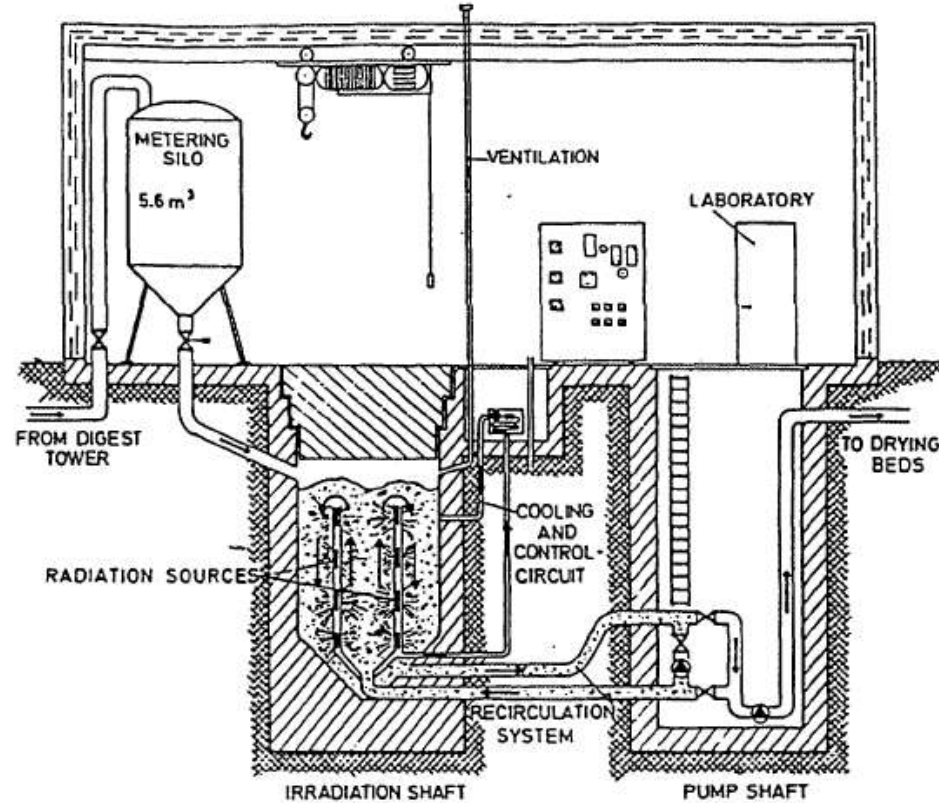 METERING
SILO
5.6 m³
VENTILATION
LABORATORY
FROM DIGEST
TOWER
TO DRYING
BEDS
COOLING
AND
CONTROL-
CIRCUIT
RADIATION SOURCES
RECIRCULATION
SYSTEM
IRRADIATION SHAFT
PUMP SHAFT